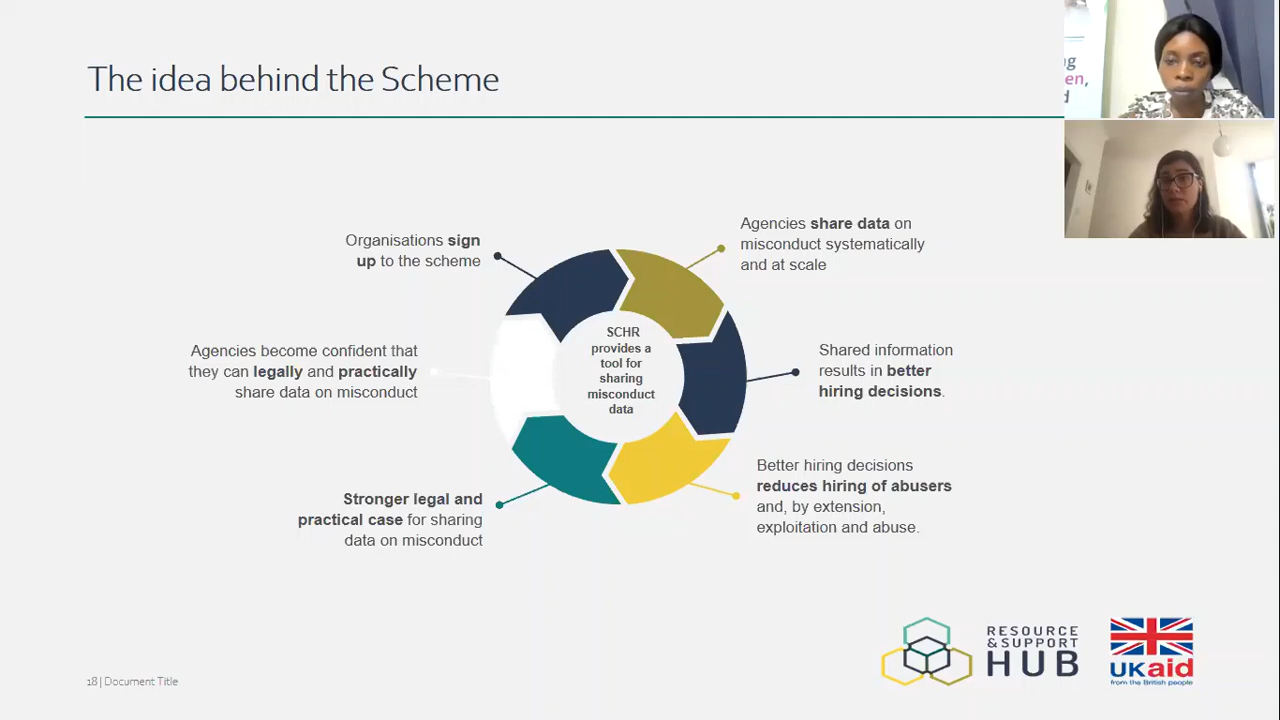 The idea behind the Scheme
Organisations sign
up to the scheme
Agencies share data on
misconduct systematically
and at scale
Agencies become confident that
they can legally and practically
share data on misconduct
SCHR
provides a
tool for
sharing
misconduct
data
Shared information
results in better
hiring decisions.
Stronger legal and
practical case for sharing
data on misconduct
Better hiring decisions
reduces hiring of abusers
and, by extension,
exploitation and abuse.
18| Document Title
RESOURCE
& SUPPORT
HUB
UKaid
from the British people